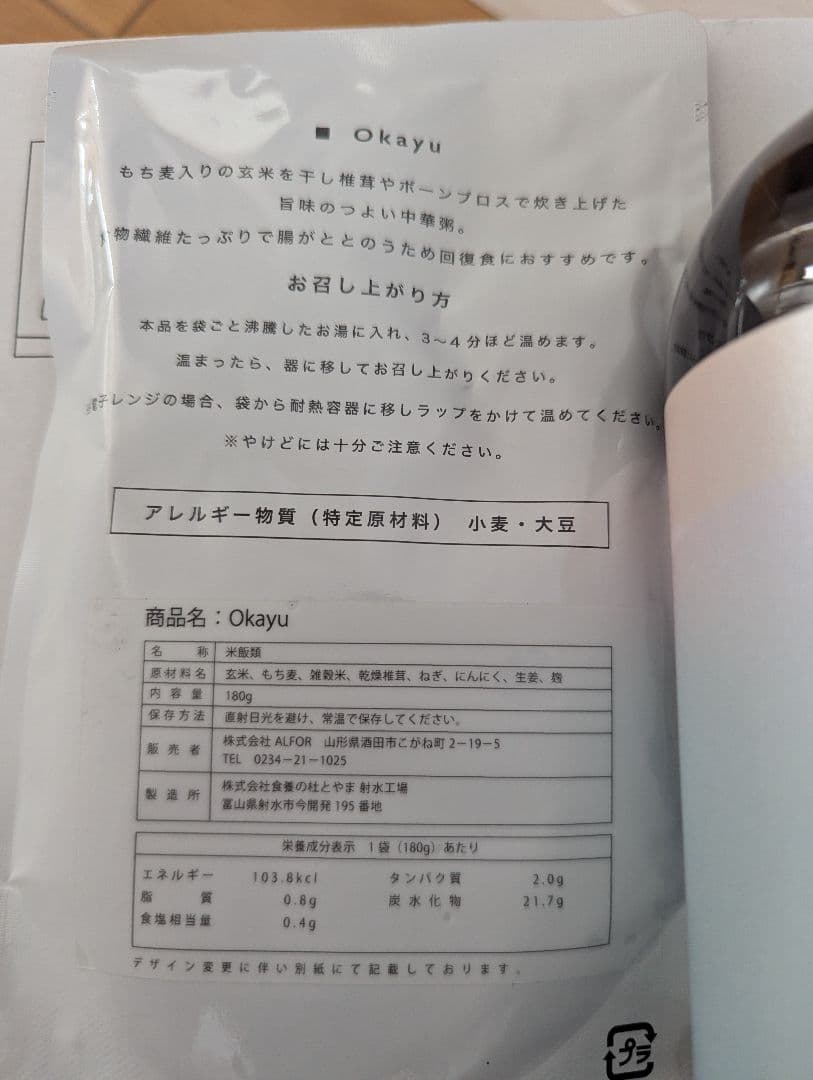 ■ Okayu
もち麦入りの玄米を干し椎茸やボーンブロスで炊き上げた
旨味のつよい中華粥。
物繊維たっぷりで腸がととのうため回復食におすすめです。
お召し上がり方
本品を袋ごと沸騰したお湯に入れ、3〜4分ほど温めます。
温まったら、器に移してお召し上がりください。
電子レンジの場合、袋から耐熱容器に移しラップをかけて温めてください。
※やけどには十分ご注意ください。
アレルギー物質（特定原材料） 小麦・大豆
商品名：Okayu
名称 米飯類
原材料名 玄米、もち麦、雑穀米、乾燥椎茸、ねぎ、にんにく、生姜、麹
内容量 180g
保存方法 直射日光を避け、常温で保存してください。
販売者 株式会社 ALFOR 山形県酒田市こがね町2−19−5
TEL 0234−21−1025
製造所 株式会社食養の杜とやま 射水工場
富山県射水市今開発195番地
栄養成分表示 1袋（180g）あたり
エネルギー 103.8kcl タンパク質 2.0g
脂質 0.8g 炭水化物 21.7g
食塩相当量 0.4g
デザイン変更に伴い別紙にて記載しております。
プラ